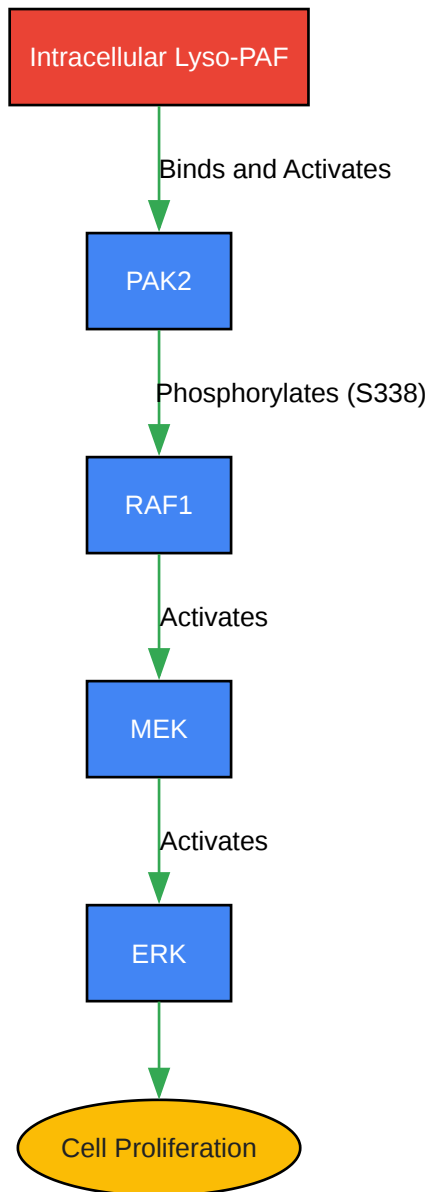 Intracellular Lyso-PAF
Binds and Activates
PAK2
Phosphorylates (S338)
RAF1
Activates
MEK
Activates
ERK
Cell Proliferation